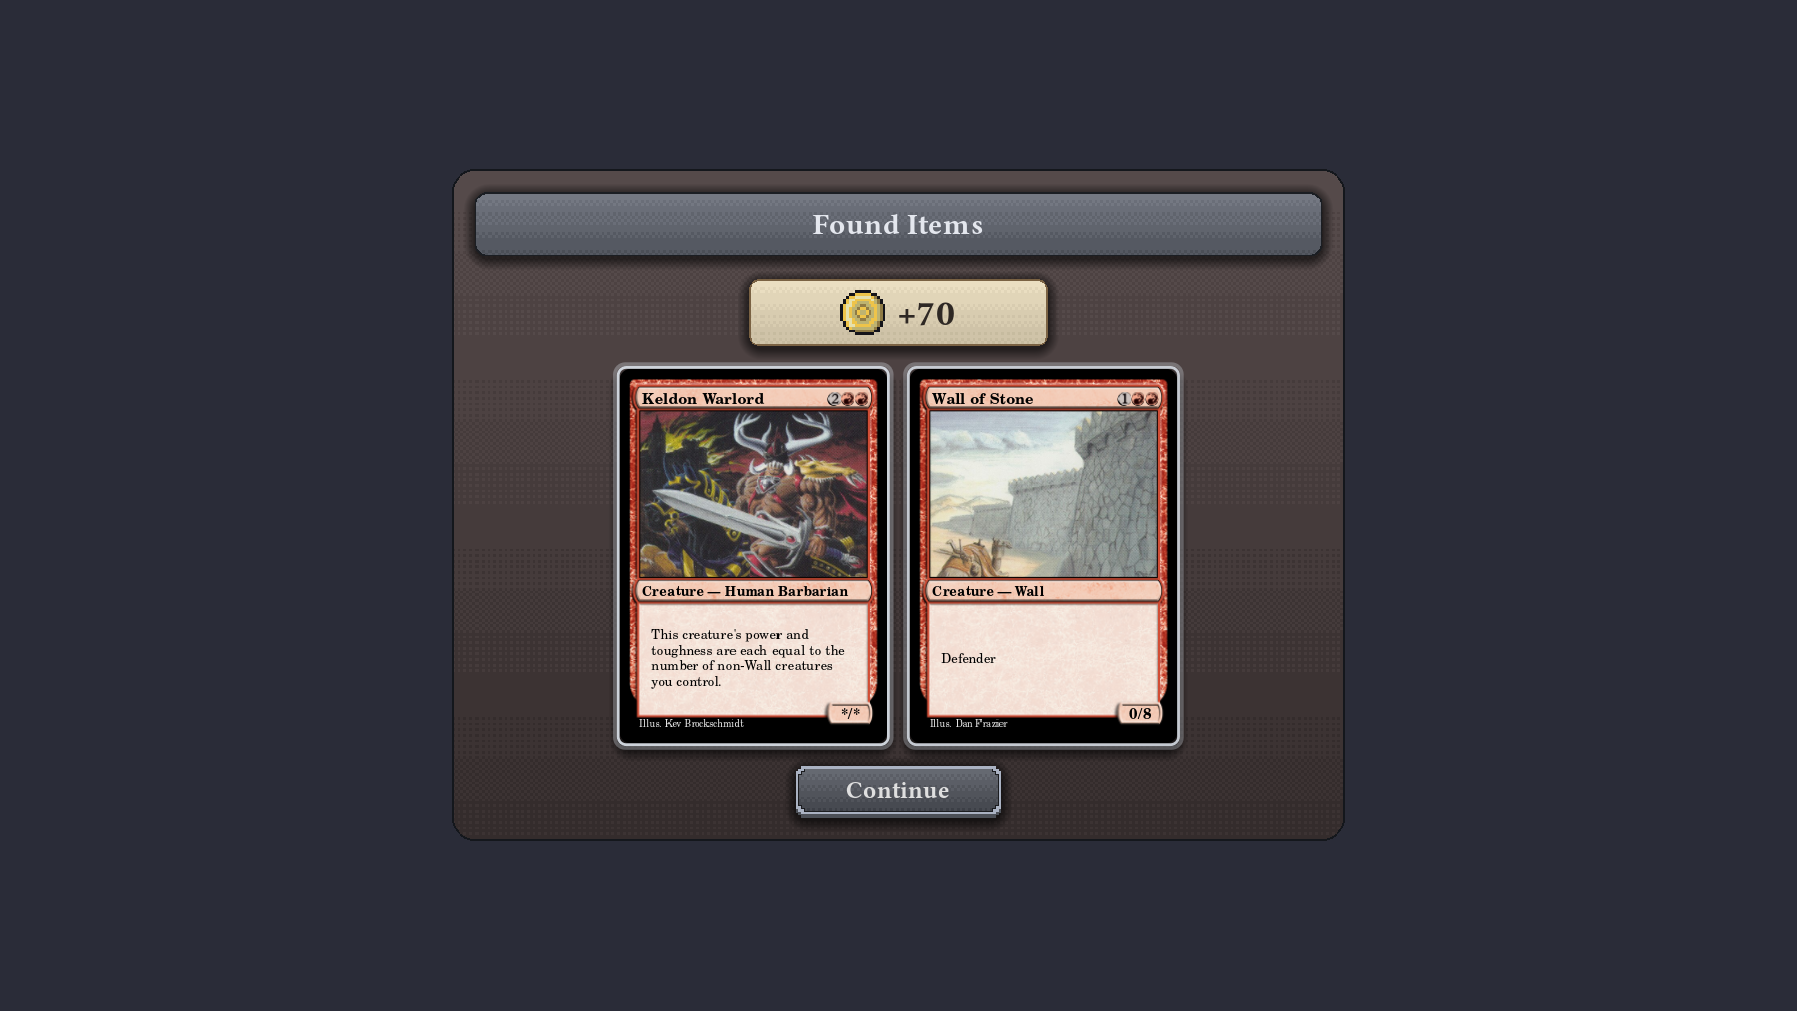 Found Items
+70
Keldon Warlord 2
Creature — Human Barbarian
This creature's power and
toughness are each equal to the
number of non-Wall creatures
you control.
*/*
Illus. Kev Brockschmidt
Wall of Stone 1
Creature — Wall
Defender
0/8
Illus. Dan Frazier
Continue